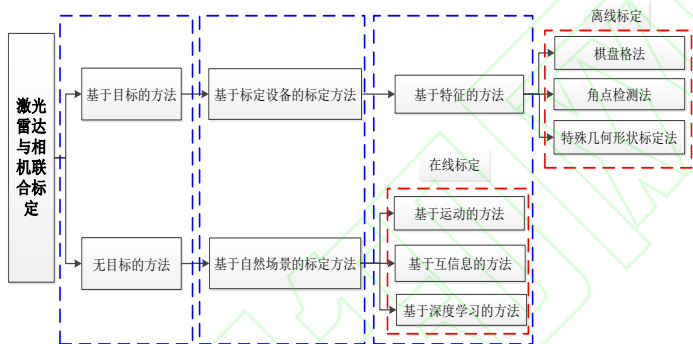 离线标定
棋盘格法
角点检测法
特殊几何形状标定法
激光
雷达
与相
机联
合标
定
基于目标的方法
基于标定设备的标定方法
基于特征的方法
在线标定
无目标的方法
基于自然场景的标定方法
基于运动的方法
基于互信息的方法
基于深度学习的方法